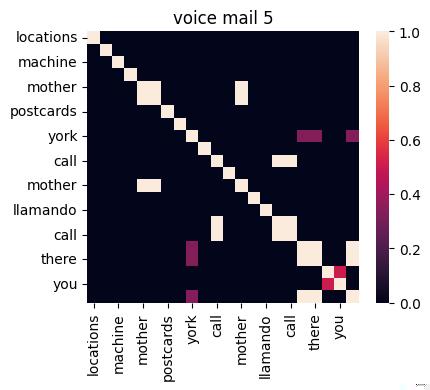 voice mail 5
locations
machine
mother
postcards
york
call
mother
llamando
call
there
you
1.0
0.8
0.6
0.4
0.2
0.0
locations
machine
mother
postcards
york
call
mother
llamando
call
there
you